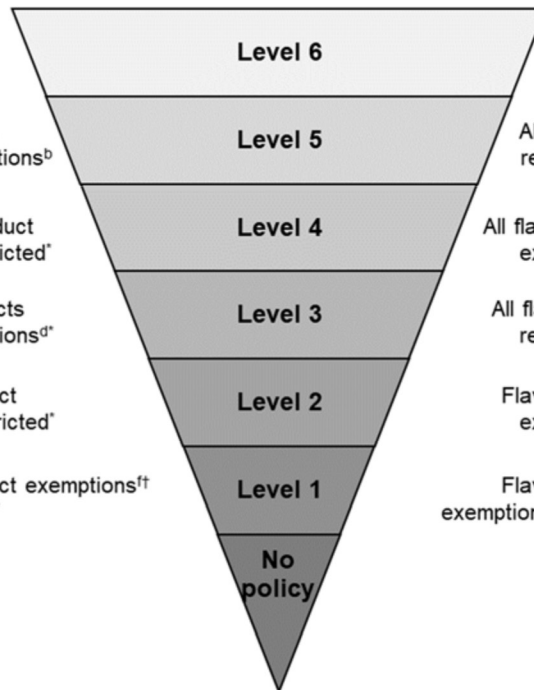 Level 6
Level 5
tions^b
Al
re
Level 4
duct
icted*
All fla
ex
Level 3
cts
ions^d*
All fl
re
Level 2
ct
ricted*
Flav
ex
Level 1
ct exemptions^f†
Flav
exemption
No
policy